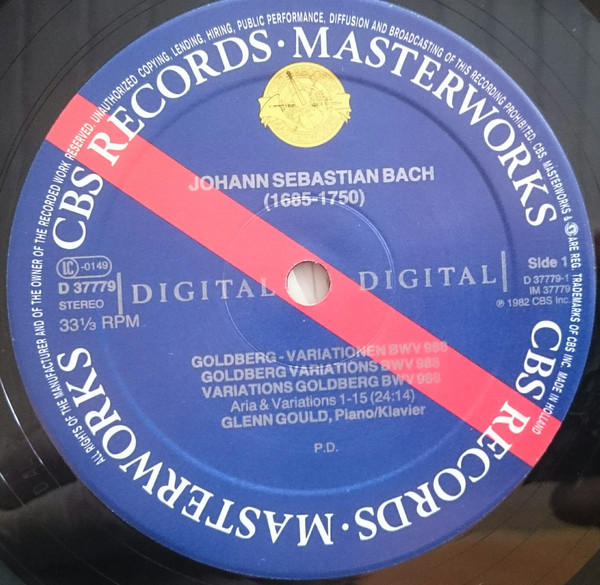 ALL RIGHTS OF THE MANUFACTURER AND OF THE OWNER OF THE RECORDED WORK RESERVED. UNAUTHORIZED COPYING, LENDING, HIRING, PUBLIC PERFORMANCE, DIFFUSION AND BROADCASTING OF THIS RECORDING PROHIBITED. CBS, MASTERWORKS & ARE REG. TRADEMARKS OF CBS INC. MADE IN HOLLAND
CBS RECORDS · MASTERWORKS
JOHANN SEBASTIAN BACH
(1685-1750)
LC -0149
D 37779
STEREO
33⅓ RPM
DIGITAL
DIGITAL
Side 1
D 37779-1
IM 37779
℗ 1982 CBS Inc.
GOLDBERG - VARIATIONEN BWV 988
GOLDBERG VARIATIONS BWV 988
VARIATIONS GOLDBERG BWV 988
Aria & Variations 1-15 (24:14)
GLENN GOULD, Piano/Klavier
P.D.
CBS RECORDS · MASTERWORKS